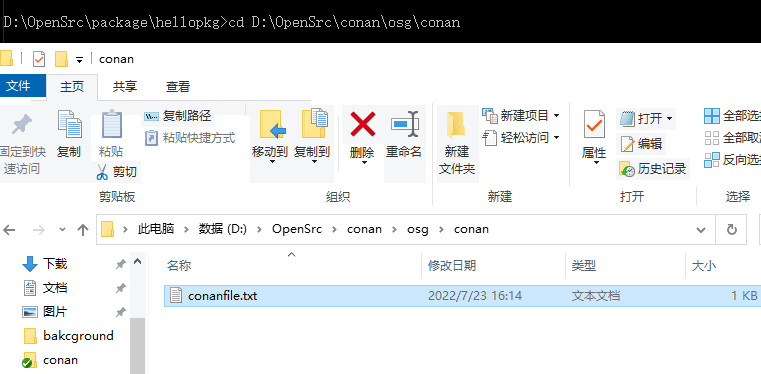 D:\OpenSrc\package\hellopkg>cd D:\OpenSrc\conan\osg\conan
conan
文件 主页 共享 查看
固定到快速访问
复制
粘贴
复制路径
粘贴快捷方式
剪切
移动到 复制到 删除 重命名
新建
文件夹
新建项目
轻松访问
属性
打开
编辑
历史记录
全部选
全部取
反向选
剪贴板 组织 新建 打开 选择
此电脑 数据 (D:) OpenSrc conan osg conan
下载
文档
图片
bakcground
conan
名称 修改日期 类型 大小
conanfile.txt 2022/7/23 16:14 文本文档 1 KB